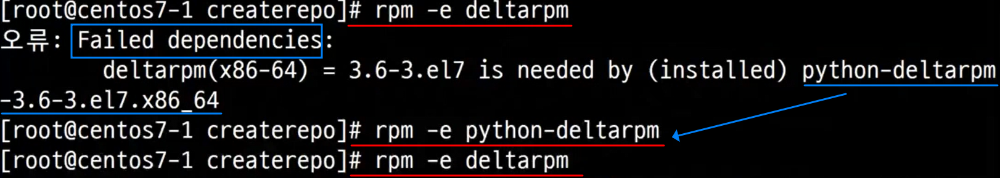 [root@centos7-1 createrepo]# rpm -e deltarpm
오류: Failed dependencies:
deltarpm(x86-64) = 3.6-3.el7 is needed by (installed) python-deltarpm
-3.6-3.el7.x86_64
[root@centos7-1 createrepo]# rpm -e python-deltarpm
[root@centos7-1 createrepo]# rpm -e deltarpm